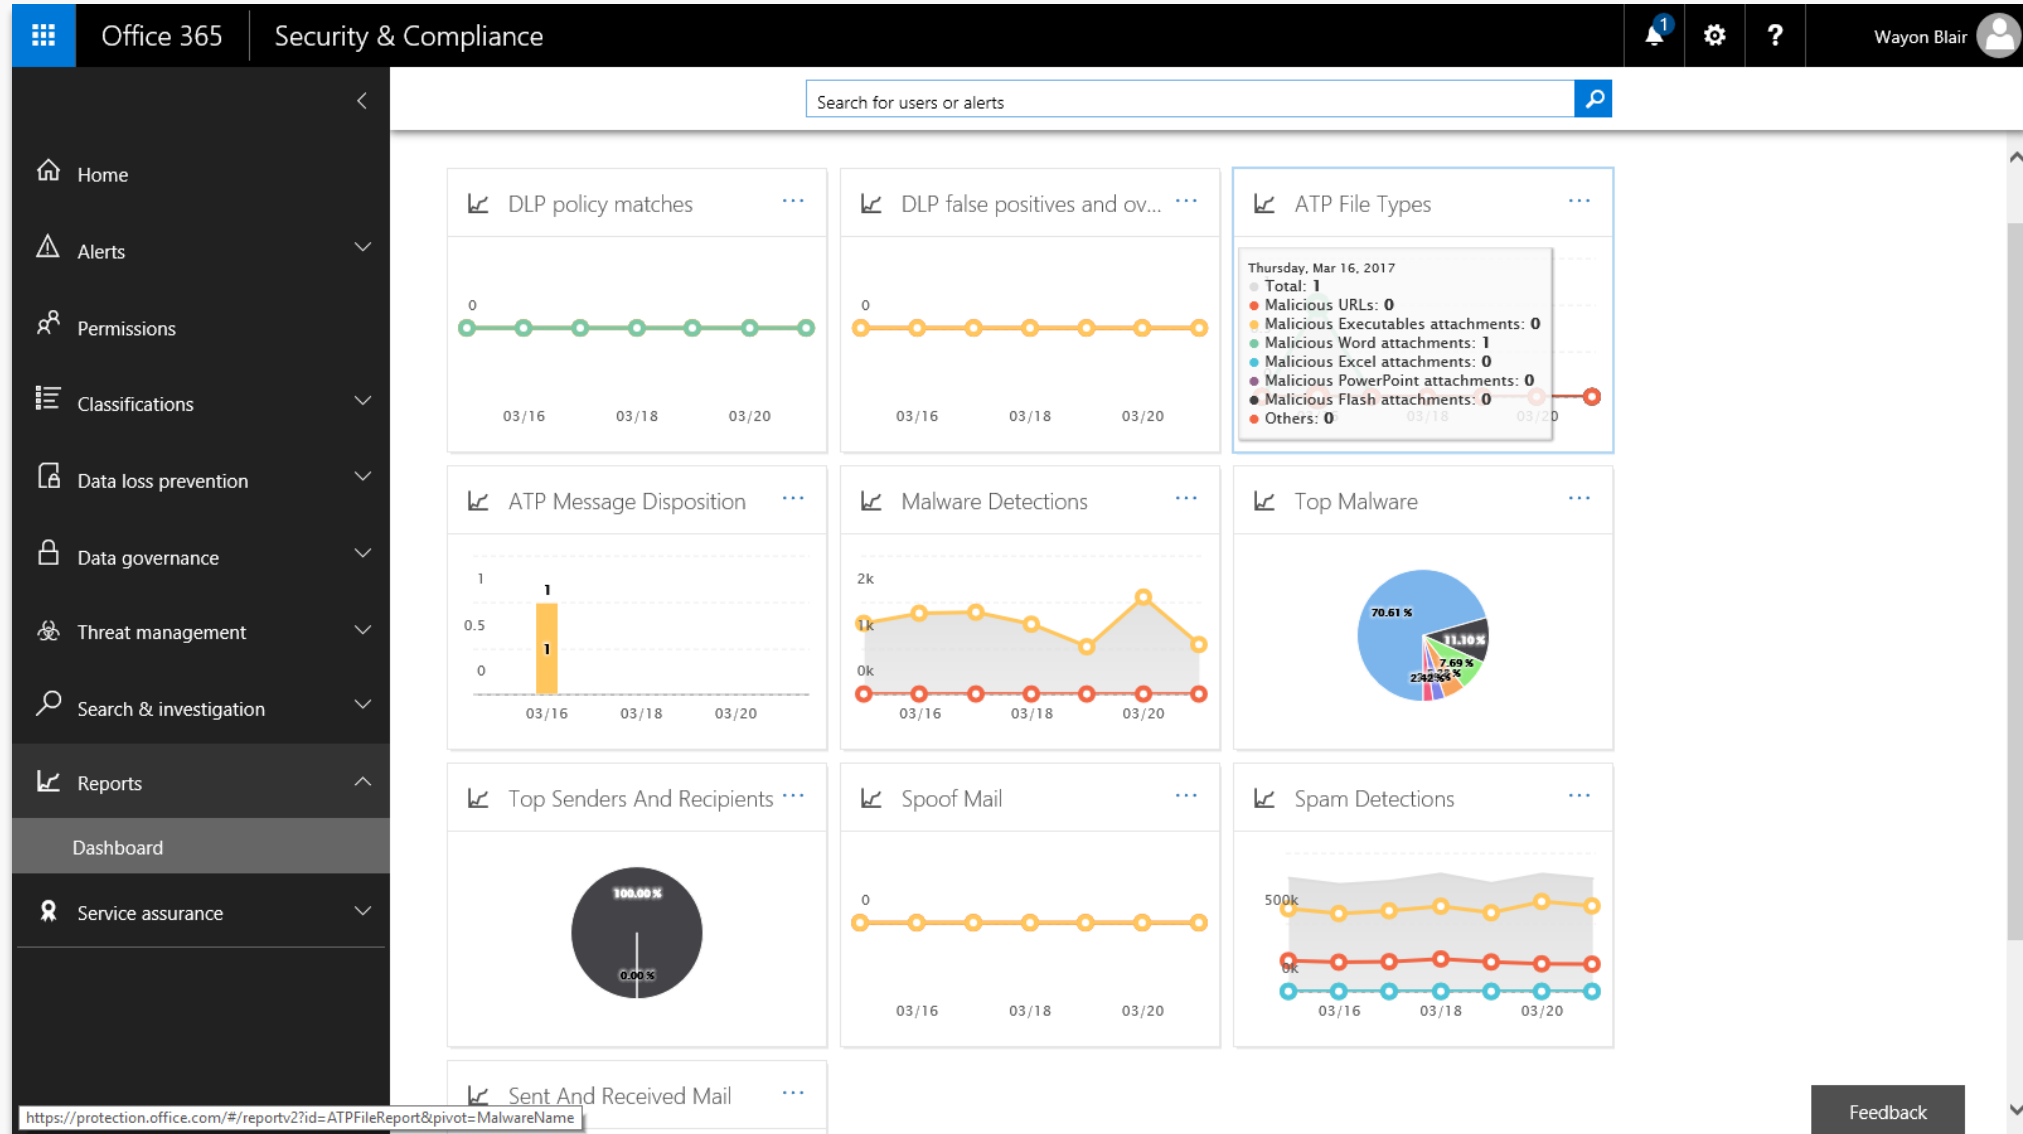 Office 365
Security & Compliance
1
?
Wayon Blair
Search for users or alerts
Home
Alerts
Permissions
Classifications
Data loss prevention
Data governance
Threat management
Search & investigation
Reports
Dashboard
Service assurance
DLP policy matches
0
03/16 03/18 03/20
DLP false positives and ov...
0
03/16 03/18 03/20
ATP File Types
Thursday, Mar 16, 2017
Total: 1
Malicious URLs: 0
Malicious Executables attachments: 0
Malicious Word attachments: 1
Malicious Excel attachments: 0
Malicious PowerPoint attachments: 0
Malicious Flash attachments: 0
Others: 0
03/18 03/20
ATP Message Disposition
1
0.5
0
1
1
03/16 03/18 03/20
Malware Detections
2k
1k
0k
03/16 03/18 03/20
Top Malware
70.61 %
11.10 %
7.69 %
Top Senders And Recipients
100.00 %
0.00 %
Spoof Mail
0
03/16 03/18 03/20
Spam Detections
500k
0k
03/16 03/18 03/20
Sent And Received Mail
https://protection.office.com/#/reportv2?id=ATPFileReport&pivot=MalwareName
Feedback